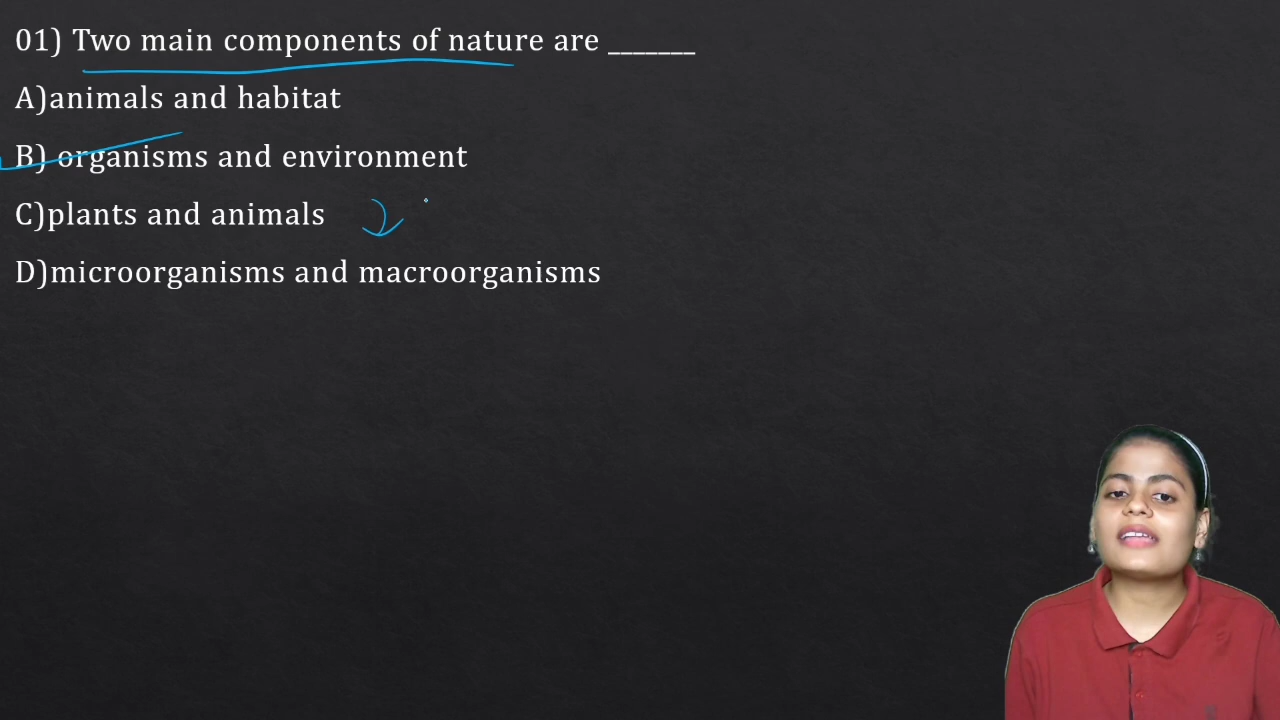 01) Two main components of nature are _______
A)animals and habitat
B) organisms and environment
C)plants and animals
D)microorganisms and macroorganisms